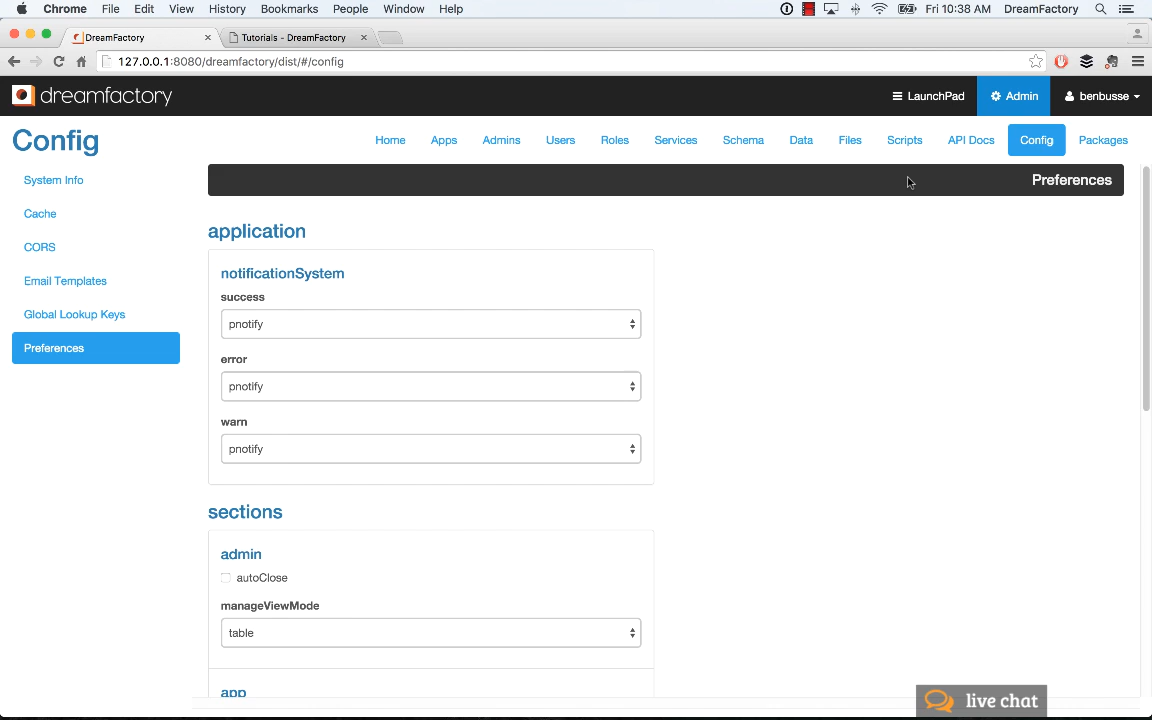 Chrome File Edit View History Bookmarks People Window Help Fri 10:38 AM DreamFactory
DreamFactory Tutorials - DreamFactory
127.0.0.1:8080/dreamfactory/dist/#/config
dreamfactory LaunchPad Admin benbusse
Config Home Apps Admins Users Roles Services Schema Data Files Scripts API Docs Config Packages
System Info Preferences
Cache
CORS
Email Templates
Global Lookup Keys
Preferences
application
notificationSystem
success
pnotify
error
pnotify
warn
pnotify
sections
admin
autoClose
manageViewMode
table
app
live chat